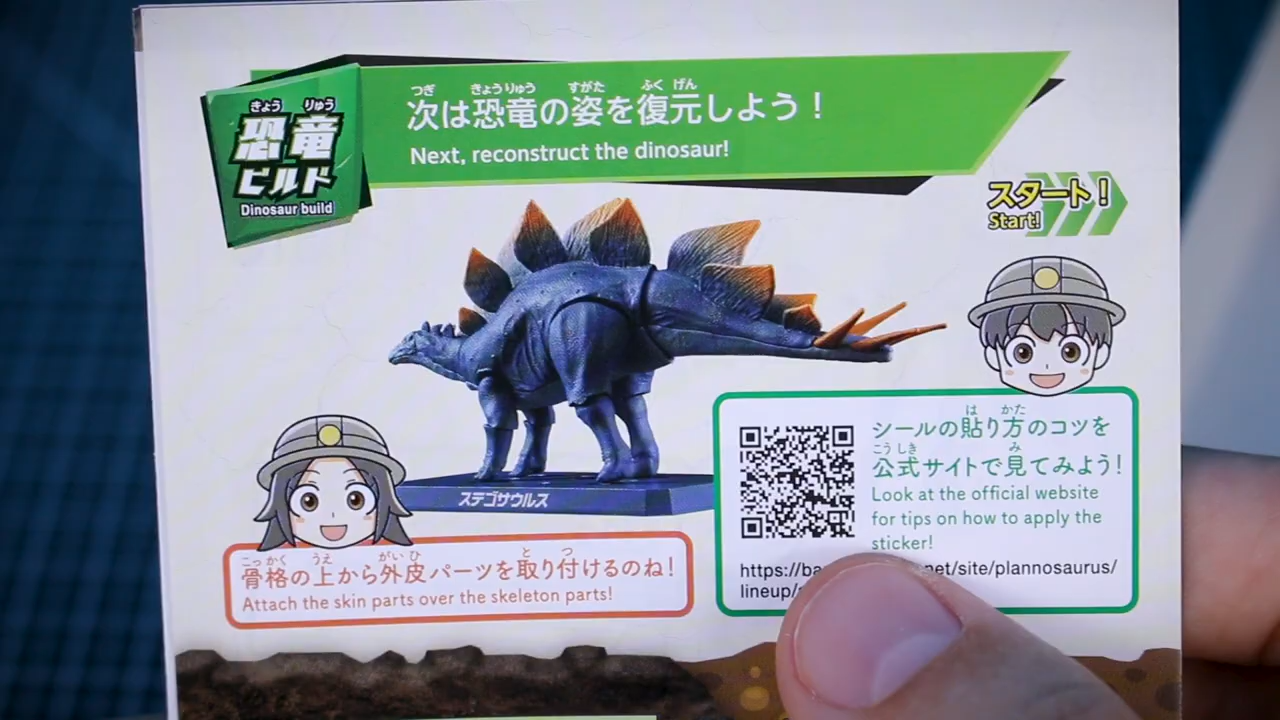 きょう りゅう
恐竜
ビルド
Dinosaur build
つぎ きょうりゅう すがた ふく げん
次は恐竜の姿を復元しよう！
Next, reconstruct the dinosaur!
スタート！
Start!
ステゴサウルス
こっかく うえ がいひ と つ
骨格の上から外皮パーツを取り付けるのね！
Attach the skin parts over the skeleton parts!
は かた
シールの貼り方のコツを
こうしき み
公式サイトで見てみよう！
Look at the official website
for tips on how to apply the
sticker!
https://ba net/site/plannosaurus/
lineup/